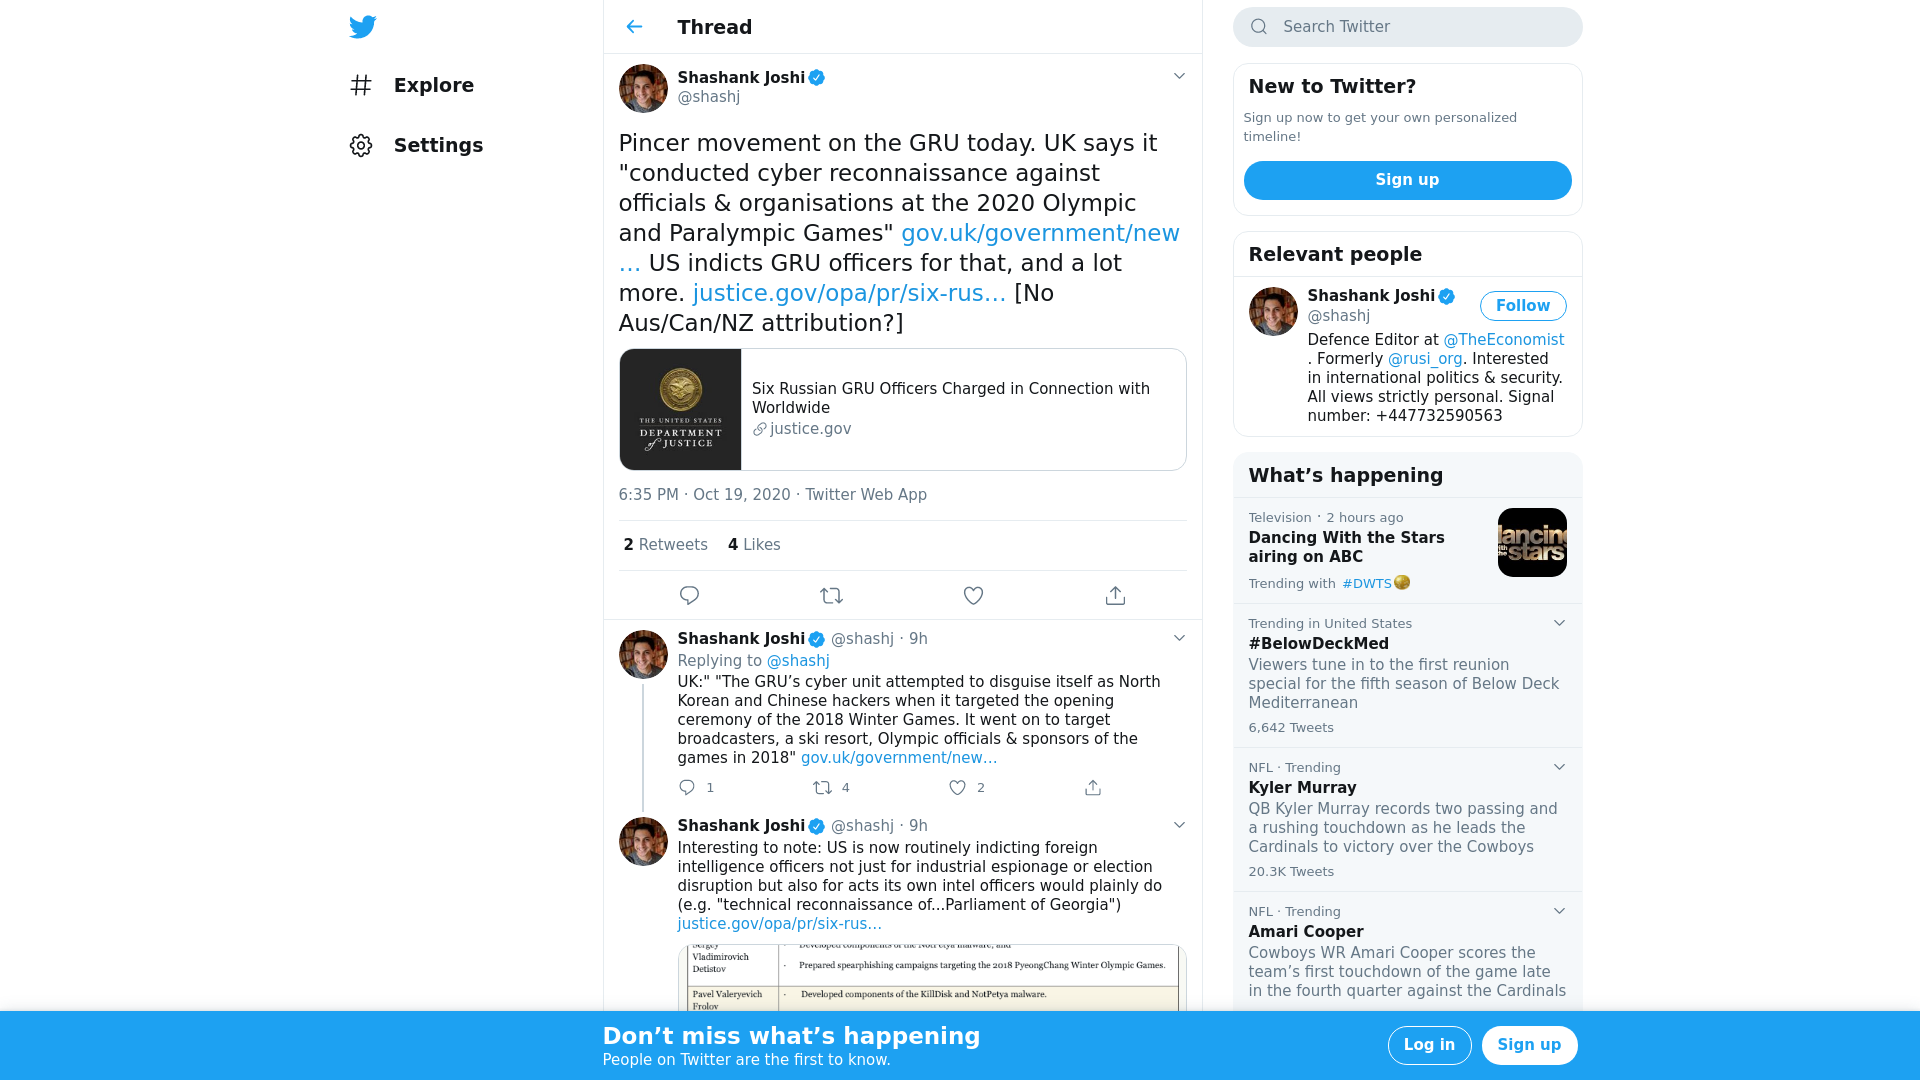 Explore
Settings
Thread
Shashank Joshi
@shashj
Pincer movement on the GRU today. UK says it
"conducted cyber reconnaissance against
officials & organisations at the 2020 Olympic
and Paralympic Games" gov.uk/government/new
… US indicts GRU officers for that, and a lot
more. justice.gov/opa/pr/six-rus… [No
Aus/Can/NZ attribution?]
THE UNITED STATES
DEPARTMENT
of JUSTICE
Six Russian GRU Officers Charged in Connection with
Worldwide
justice.gov
6:35 PM · Oct 19, 2020 · Twitter Web App
2 Retweets 4 Likes
Shashank Joshi @shashj · 9h
Replying to @shashj
UK:" "The GRU’s cyber unit attempted to disguise itself as North
Korean and Chinese hackers when it targeted the opening
ceremony of the 2018 Winter Games. It went on to target
broadcasters, a ski resort, Olympic officials & sponsors of the
games in 2018" gov.uk/government/new…
1 4 2
Shashank Joshi @shashj · 9h
Interesting to note: US is now routinely indicting foreign
intelligence officers not just for industrial espionage or election
disruption but also for acts its own intel officers would plainly do
(e.g. "technical reconnaissance of...Parliament of Georgia")
justice.gov/opa/pr/six-rus…
Sergey
Vladimirovich
Detistov
· Developed components of the NotPetya malware; and
· Prepared spearphishing campaigns targeting the 2018 PyeongChang Winter Olympic Games.
Pavel Valeryevich
Frolov
· Developed components of the KillDisk and NotPetya malware.
Search Twitter
New to Twitter?
Sign up now to get your own personalized
timeline!
Sign up
Relevant people
Shashank Joshi
@shashj
Follow
Defence Editor at @TheEconomist
. Formerly @rusi_org. Interested
in international politics & security.
All views strictly personal. Signal
number: +447732590563
What’s happening
Television · 2 hours ago
Dancing With the Stars
airing on ABC
Trending with #DWTS
dancing
with the
stars
Trending in United States
#BelowDeckMed
Viewers tune in to the first reunion
special for the fifth season of Below Deck
Mediterranean
6,642 Tweets
NFL · Trending
Kyler Murray
QB Kyler Murray records two passing and
a rushing touchdown as he leads the
Cardinals to victory over the Cowboys
20.3K Tweets
NFL · Trending
Amari Cooper
Cowboys WR Amari Cooper scores the
team’s first touchdown of the game late
in the fourth quarter against the Cardinals
Don’t miss what’s happening
People on Twitter are the first to know.
Log in
Sign up